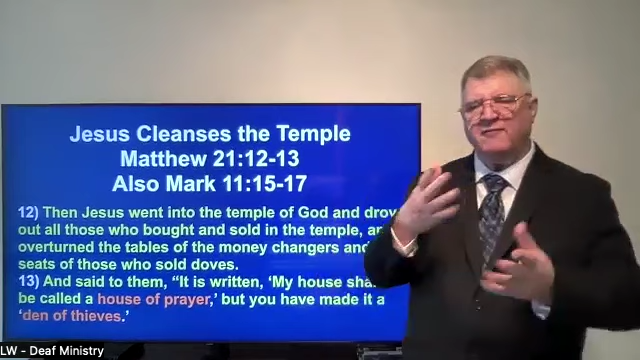 Jesus Cleanses the Temple
Matthew 21:12-13
Also Mark 11:15-17
12) Then Jesus went into the temple of God and drov
out all those who bought and sold in the temple, a
overturned the tables of the money changers and
seats of those who sold doves.
13) And said to them, “It is written, ‘My house sha
be called a house of prayer,’ but you have made it a
‘den of thieves.’
LW - Deaf Ministry